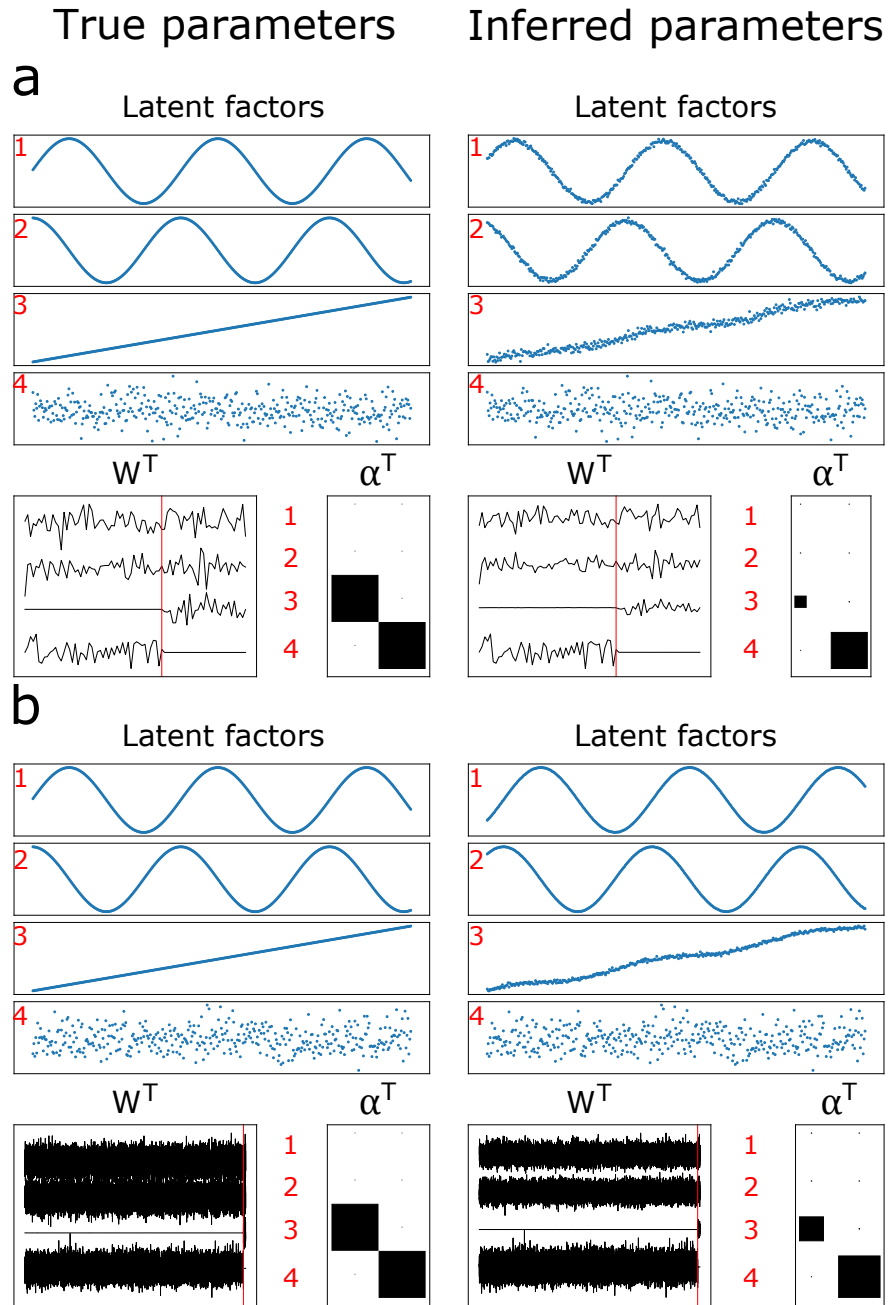 True parameters Inferred parameters
a
Latent factors Latent factors
1 1
2 2
3 3
4 4
Wᵀ αᵀ Wᵀ αᵀ
1 1
2 2
3 3
4 4
b
Latent factors Latent factors
1 1
2 2
3 3
4 4
Wᵀ αᵀ Wᵀ αᵀ
1 1
2 2
3 3
4 4